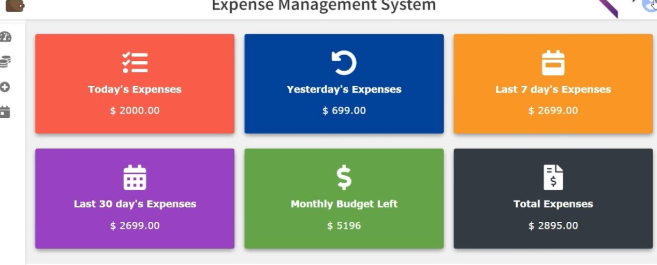 Expense Management System
Today's Expenses
$ 2000.00
Yesterday's Expenses
$ 699.00
Last 7 day's Expenses
$ 2699.00
Last 30 day's Expenses
$ 2699.00
Monthly Budget Left
$ 5196
Total Expenses
$ 2895.00